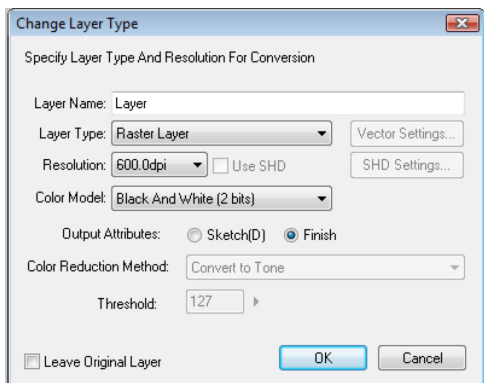 Change Layer Type
Specify Layer Type And Resolution For Conversion
Layer Name: Layer
Layer Type: Raster Layer Vector Settings...
Resolution: 600.0dpi Use SHD SHD Settings...
Color Model: Black And White (2 bits)
Output Attributes: Sketch(D) Finish
Color Reduction Method: Convert to Tone
Threshold: 127
Leave Original Layer OK Cancel